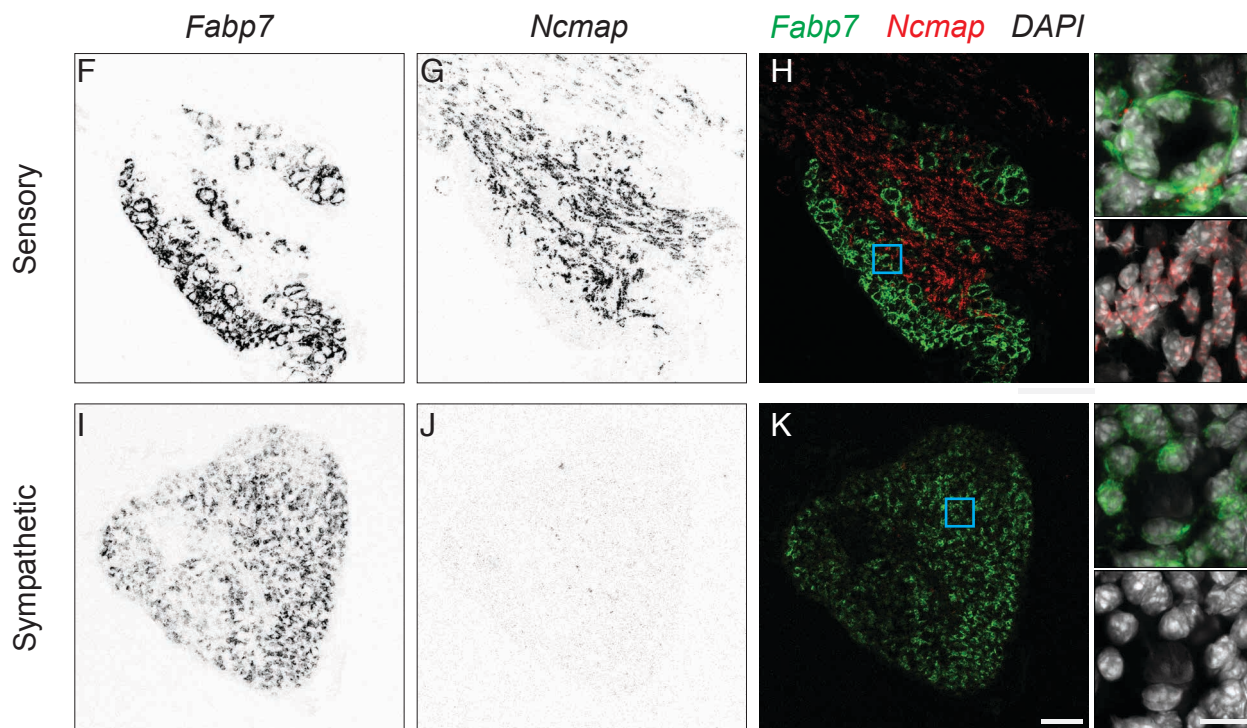 Fabp7 Ncmap Fabp7 Ncmap DAPI
Sensory
F G H
Sympathetic
I J K